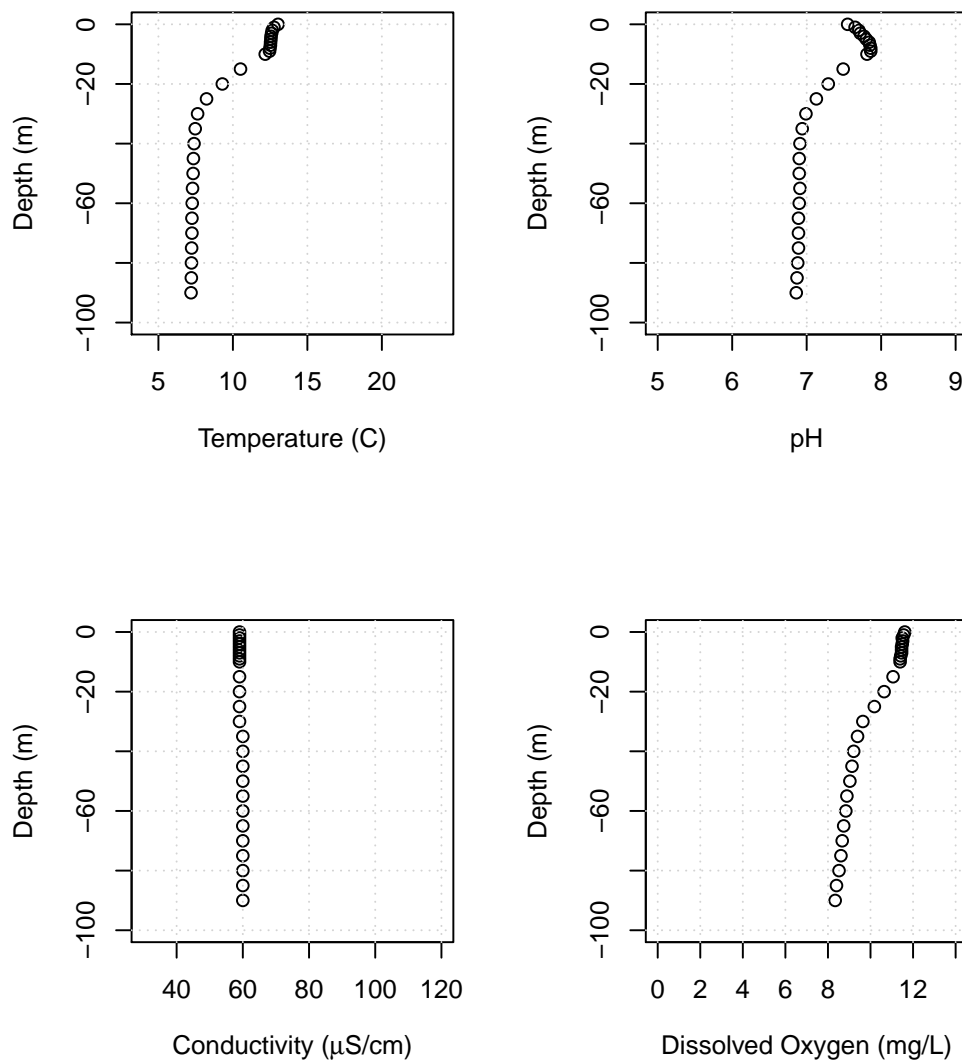 0
−20
−60
−100
Depth (m)
5 10 15 20
Temperature (C)
0
−20
−60
−100
Depth (m)
5 6 7 8 9
pH
0
−20
−60
−100
Depth (m)
40 60 80 100 120
Conductivity (μS/cm)
0
−20
−60
−100
Depth (m)
0 2 4 6 8 12
Dissolved Oxygen (mg/L)